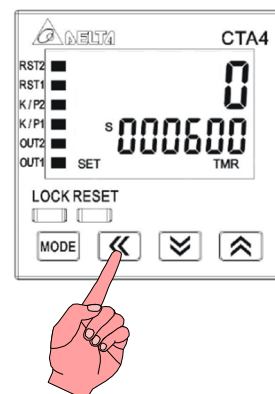 DELTA CTA4
RST2
0
RST1
K/P2
K/P1
S 000600
OUT2
OUT1 SET TMR
LOCK RESET
MODE